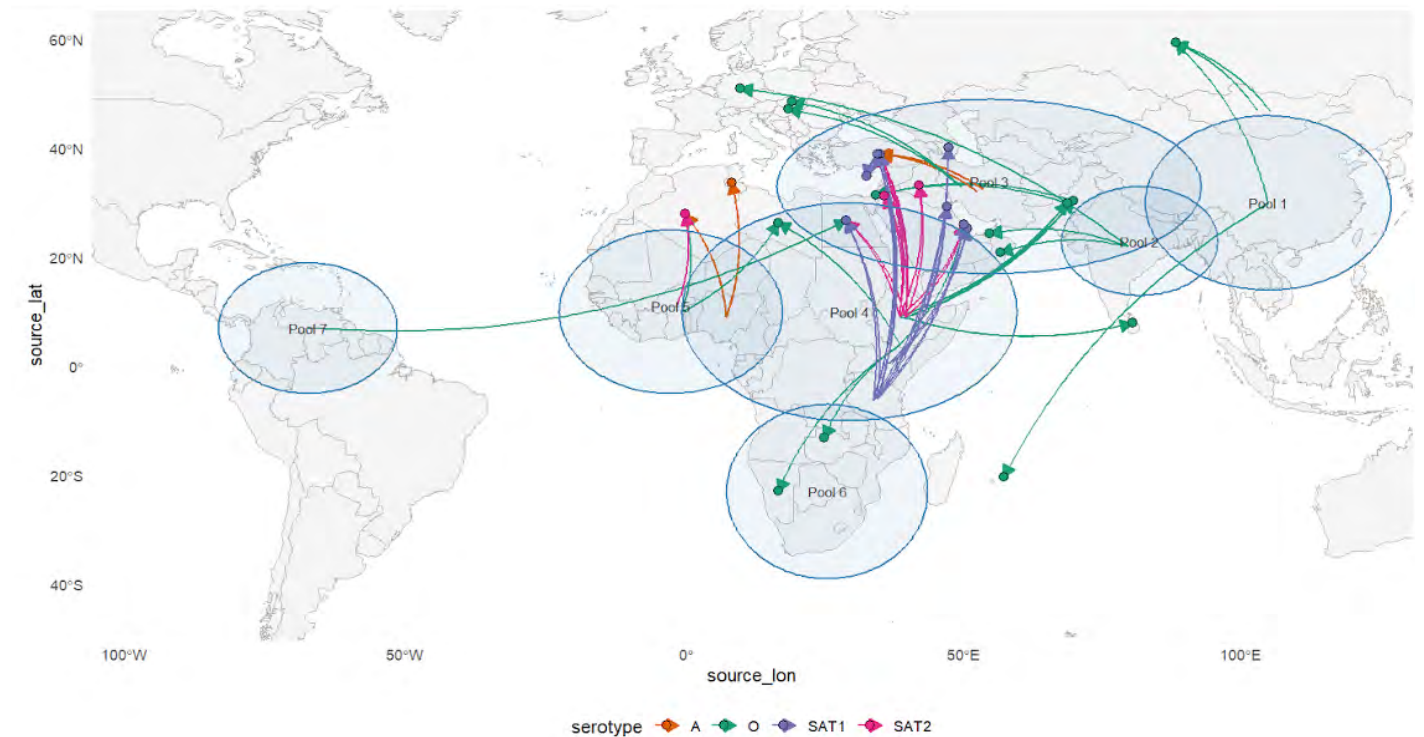 60°N
40°N
20°N
0°
20°S
40°S
source_lat
Pool 1
Pool 2
Pool 3
Pool 4
Pool 5
Pool 6
Pool 7
100°W
50°W
0°
50°E
100°E
source_lon
serotype A O SAT1 SAT2